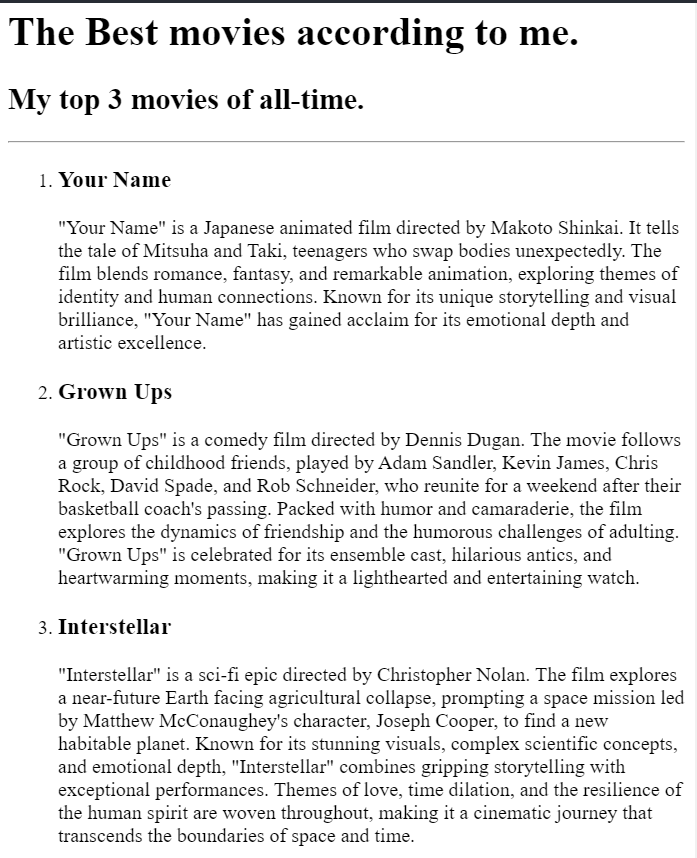 The Best movies according to me.
My top 3 movies of all-time.
1. Your Name
"Your Name" is a Japanese animated film directed by Makoto Shinkai. It tells
the tale of Mitsuha and Taki, teenagers who swap bodies unexpectedly. The
film blends romance, fantasy, and remarkable animation, exploring themes of
identity and human connections. Known for its unique storytelling and visual
brilliance, "Your Name" has gained acclaim for its emotional depth and
artistic excellence.
2. Grown Ups
"Grown Ups" is a comedy film directed by Dennis Dugan. The movie follows
a group of childhood friends, played by Adam Sandler, Kevin James, Chris
Rock, David Spade, and Rob Schneider, who reunite for a weekend after their
basketball coach's passing. Packed with humor and camaraderie, the film
explores the dynamics of friendship and the humorous challenges of adulting.
"Grown Ups" is celebrated for its ensemble cast, hilarious antics, and
heartwarming moments, making it a lighthearted and entertaining watch.
3. Interstellar
"Interstellar" is a sci-fi epic directed by Christopher Nolan. The film explores
a near-future Earth facing agricultural collapse, prompting a space mission led
by Matthew McConaughey's character, Joseph Cooper, to find a new
habitable planet. Known for its stunning visuals, complex scientific concepts,
and emotional depth, "Interstellar" combines gripping storytelling with
exceptional performances. Themes of love, time dilation, and the resilience of
the human spirit are woven throughout, making it a cinematic journey that
transcends the boundaries of space and time.